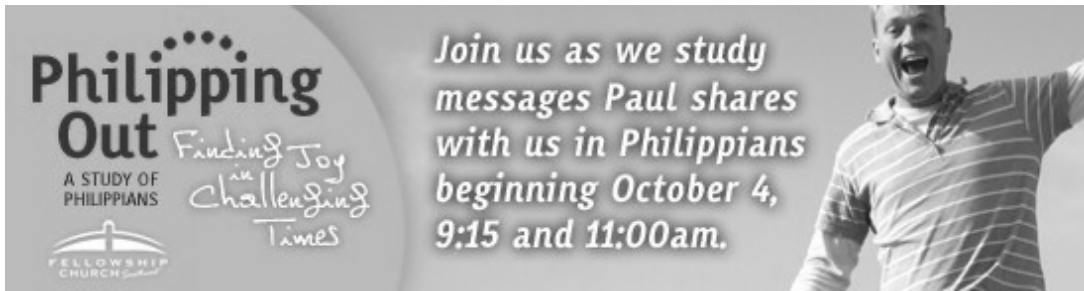 Philipping
Out
A STUDY OF
PHILIPPIANS
Finding Joy
in
Challenging
Times
FELLOWSHIP
CHURCH Southwest
Join us as we study
messages Paul shares
with us in Philippians
beginning October 4,
9:15 and 11:00am.